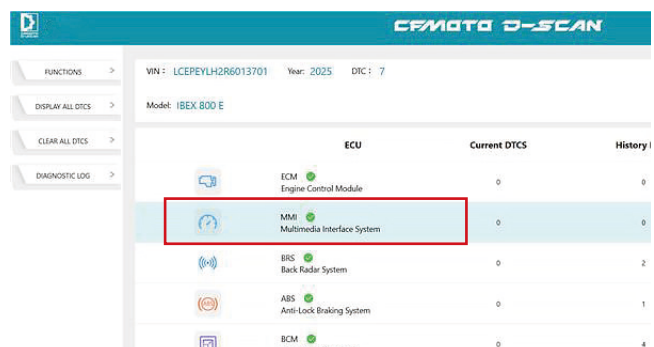 CFMOTO D-SCAN
FUNCTIONS >
DISPLAY ALL DTCS >
CLEAR ALL DTCS >
DIAGNOSTIC LOG >
VIN : LCEPEYLH2R6013701 Year: 2025 DTC : 7
Model: IBEX 800 E
ECU Current DTCS History
ECM
Engine Control Module 0 0
MMI
Multimedia Interface System 0 0
BRS
Back Radar System 0 2
ABS
Anti-Lock Braking System 0 1
BCM
0 4